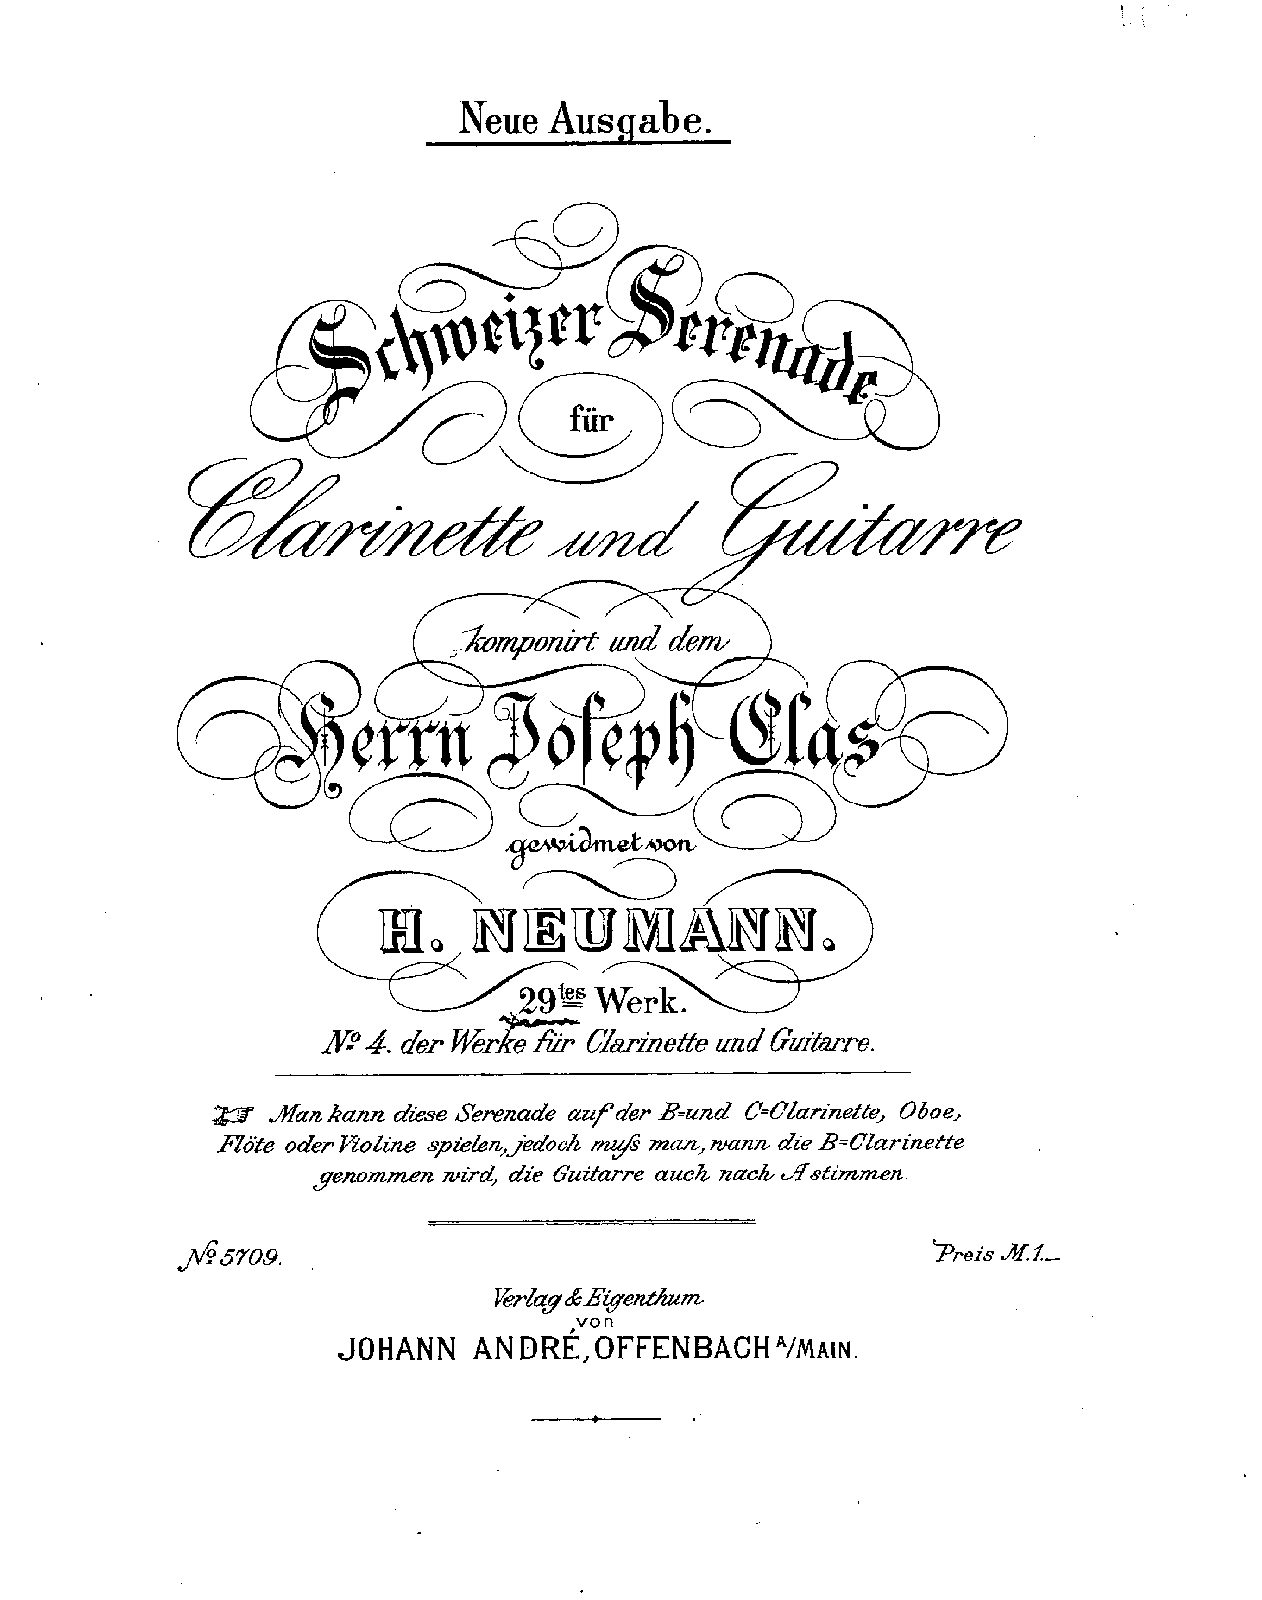 Neue Ausgabe.
Schweizer Serenade
für
Clarinette und Guitarre
komponirt und dem
Herrn Joseph Clas
gewidmet von
H. NEUMANN.
29tes Werk.
No 4. der Werke für Clarinette und Guitarre.
☞ Man kann diese Serenade auf der B=und C=Clarinette, Oboe,
Flöte oder Violine spielen, jedoch muſs man, wann die B=Clarinette
genommen wird, die Guitarre auch nach A stimmen.
No 5709.
Preis M.1._
Verlag & Eigenthum
von
JOHANN ANDRÉ, OFFENBACH A/MAIN.